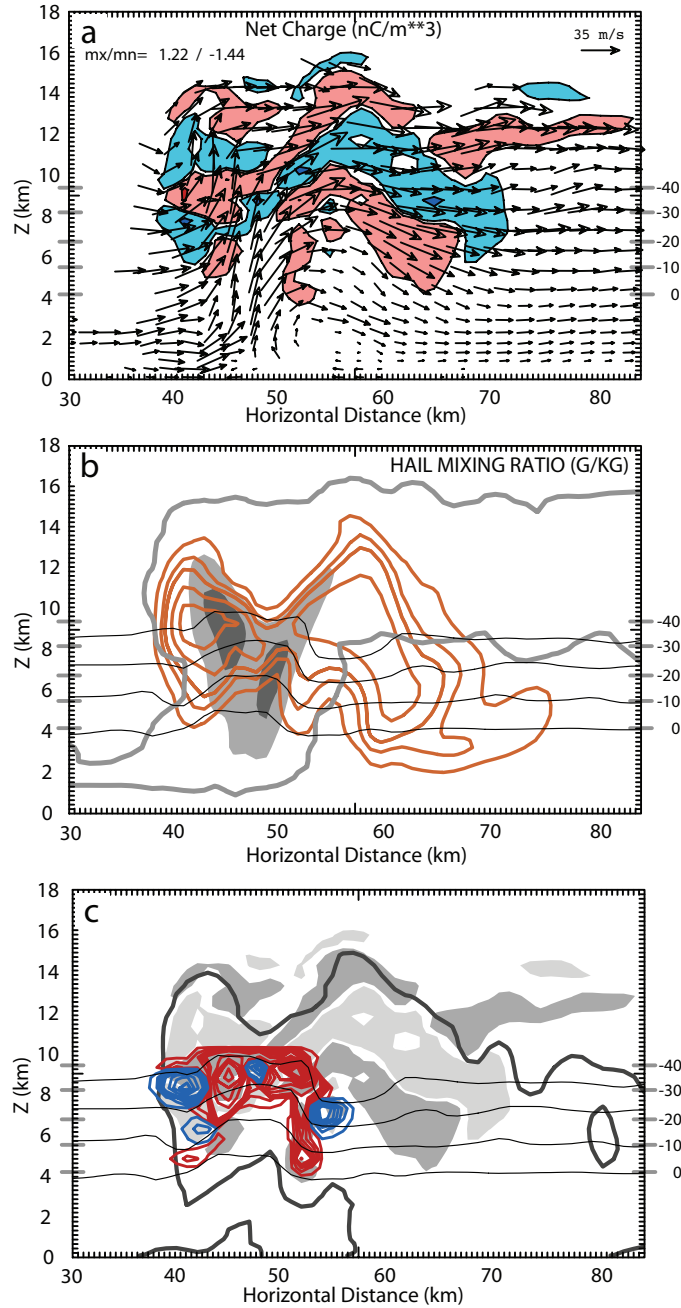 a
Net Charge (nC/m**3)
mx/mn= 1.22 / -1.44
35 m/s
18
16
14
12
10
8
6
4
2
0
Z (km)
-40
-30
-20
-10
0
30 40 50 60 70 80
Horizontal Distance (km)
b
HAIL MIXING RATIO (G/KG)
18
16
14
12
10
8
6
4
2
0
Z (km)
-40
-30
-20
-10
0
30 40 50 60 70 80
Horizontal Distance (km)
c
18
16
14
12
10
8
6
4
2
0
Z (km)
-40
-30
-20
-10
0
30 40 50 60 70 80
Horizontal Distance (km)